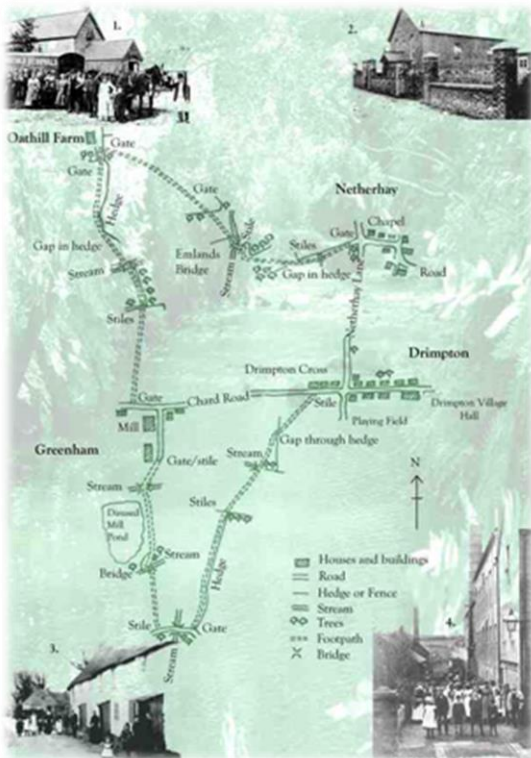 1.
2.
Oathill Farm
Gate
Gate
Hedge
Gate
Netherhay
Stile
Gate
Chapel
Stiles
Gap in hedge
Emlands
Bridge
Stream
Gap in hedge
Road
Stream
Netherhay Lane
Stiles
Drimpton
Drimpton Cross
Gate
Chard Road
Stile
Drimpton Village
Hall
Playing Field
Mill
Gap through hedge
Greenham
Gate/stile
Stream
N
Stream
Stiles
Disused
Mill
Pond
Stream
Bridge
Hedge
Houses and buildings
Road
Hedge or Fence
Stream
Trees
Footpath
Bridge
Stile
Gate
Stream
3.
4.